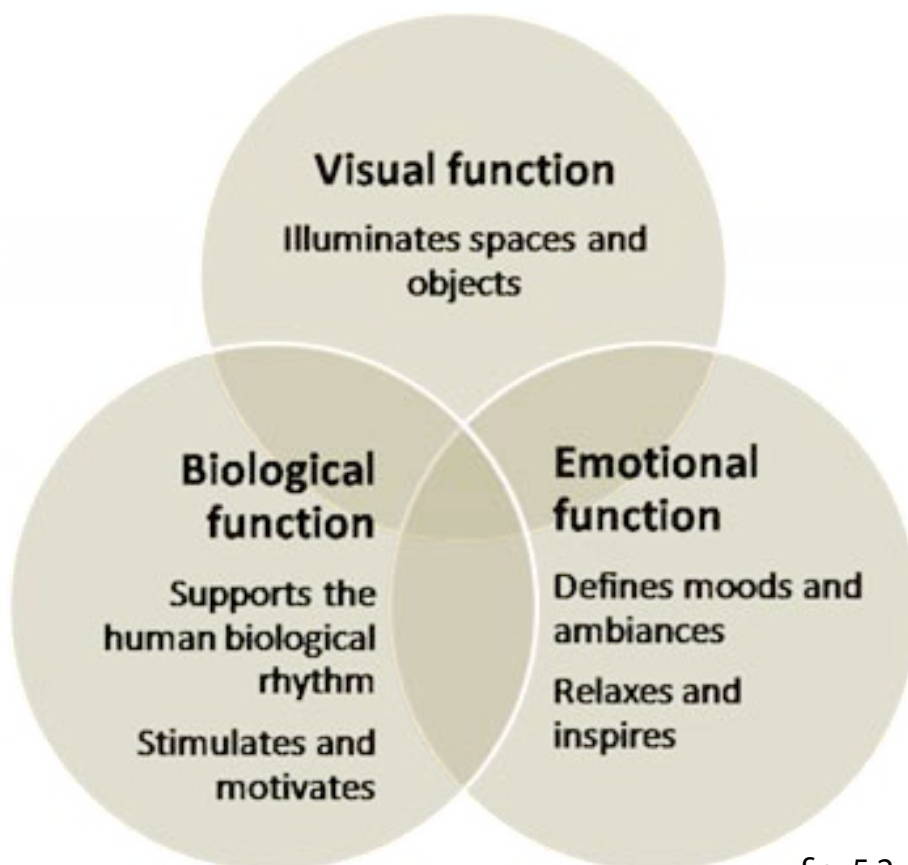 Visual function
Illuminates spaces and
objects
Biological
function
Supports the
human biological
rhythm
Stimulates and
motivates
Emotional
function
Defines moods and
ambiances
Relaxes and
inspires